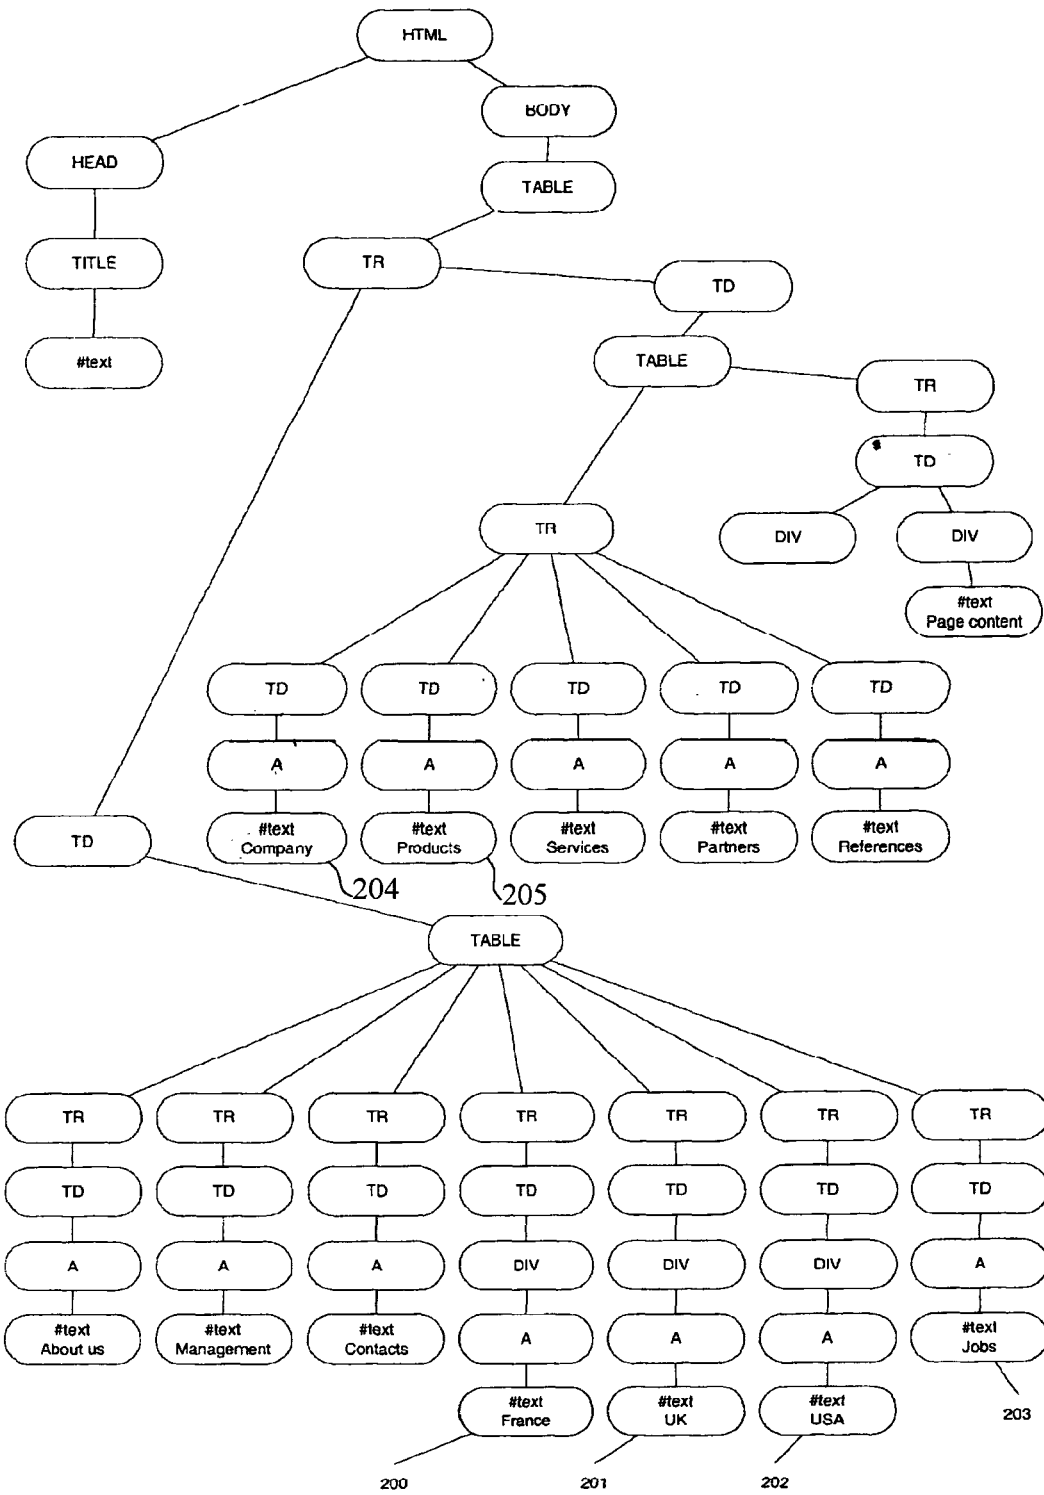 HTML
BODY
HEAD
TABLE
TITLE
TR
TD
#text
TABLE
TR
TD
TR
DIV
DIV
#text
Page content
TD
TD
TD
TD
TD
A
A
A
A
A
TD
#text
Company
#text
Products
#text
Services
#text
Partners
#text
References
204
205
TABLE
TR
TR
TR
TR
TR
TR
TR
TD
TD
TD
TD
TD
TD
TD
A
A
A
DIV
DIV
DIV
A
#text
About us
#text
Management
#text
Contacts
A
A
A
#text
Jobs
#text
France
#text
UK
#text
USA
203
200
201
202